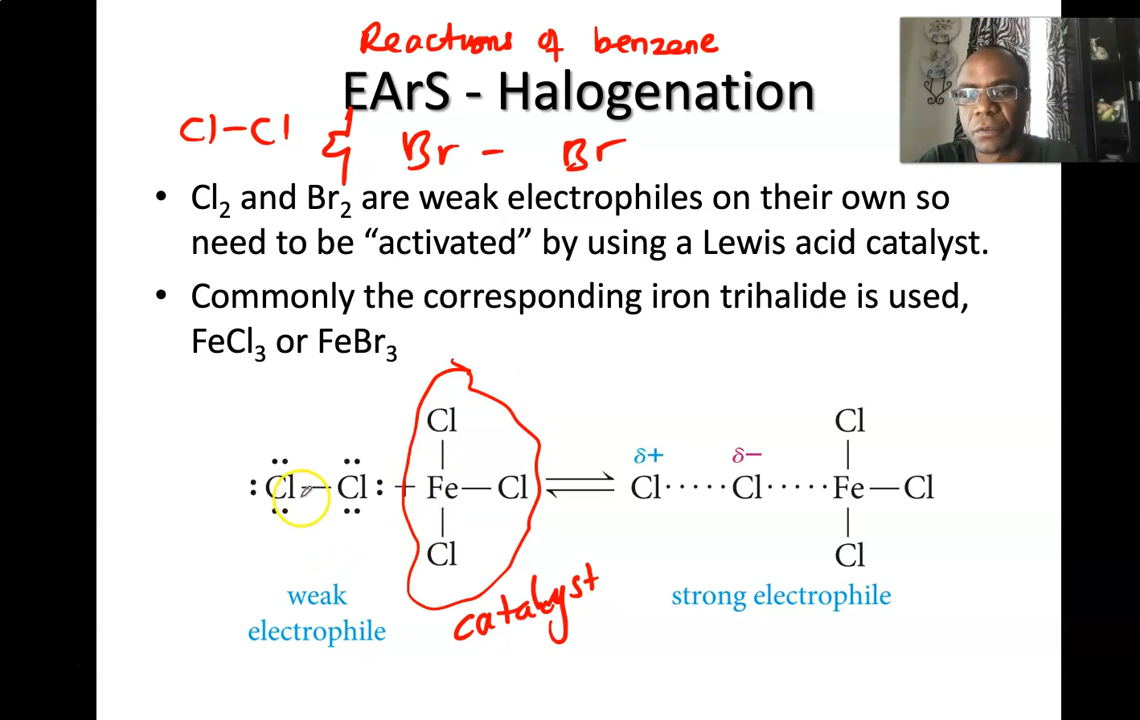 Reactions of benzene
EArS - Halogenation
Cl-Cl & Br - Br
• Cl₂ and Br₂ are weak electrophiles on their own so
need to be “activated” by using a Lewis acid catalyst.
• Commonly the corresponding iron trihalide is used,
FeCl₃ or FeBr₃
Cl Cl
δ+ δ−
:Cl—Cl: + Fe—Cl ⇌ Cl·····Cl·····Fe—Cl
Cl Cl
catalyst
weak
electrophile
strong electrophile